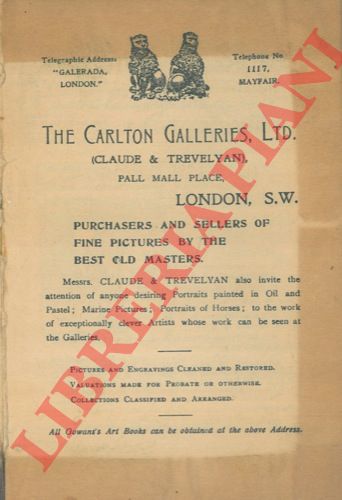 Telegraphic Address:
"GALERADA,
LONDON."
Telephone No
1117,
MAYFAIR.
THE CARLTON GALLERIES, LTD.
(CLAUDE & TREVELYAN),
PALL MALL PLACE,
LONDON, S.W.
PURCHASERS AND SELLERS OF
FINE PICTURES BY THE
BEST OLD MASTERS.
Messrs. CLAUDE & TREVELYAN also invite the
attention of anyone desiring Portraits painted in Oil and
Pastel; Marine Pictures; Portraits of Horses; to the work
of exceptionally clever Artists whose work can be seen at
the Galleries.
PICTURES AND ENGRAVINGS CLEANED AND RESTORED.
VALUATIONS MADE FOR PROBATE OR OTHERWISE.
COLLECTIONS CLASSIFIED AND ARRANGED.
All Gowans's Art Books can be obtained at the above Address.
LIBRERIA PIANI